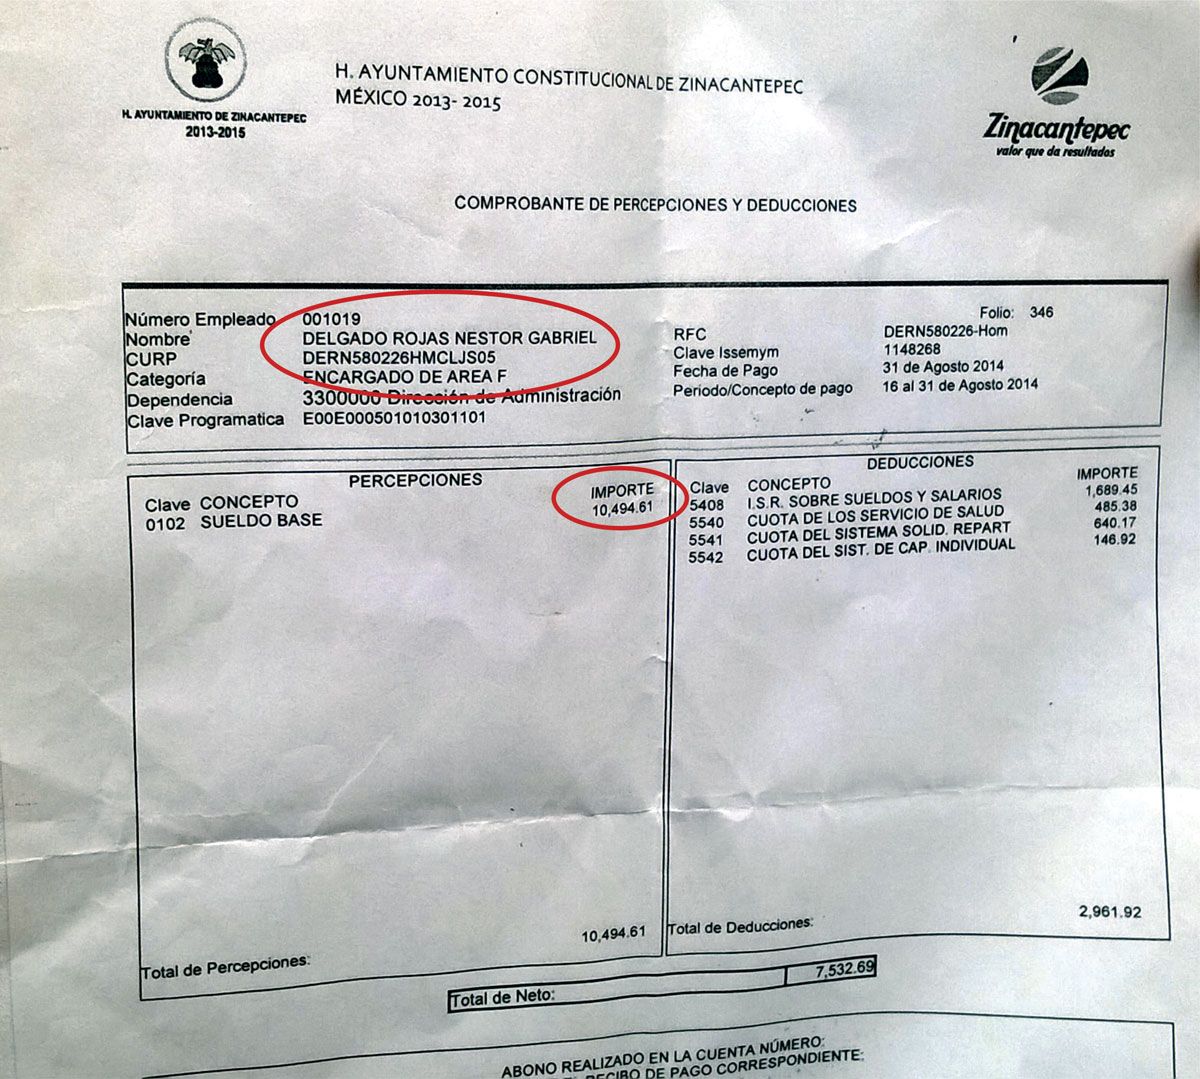 H. AYUNTAMIENTO DE ZINACANTEPEC
2013-2015
H. AYUNTAMIENTO CONSTITUCIONAL DE ZINACANTEPEC
MÉXICO 2013- 2015
Zinacantepec
valor que da resultados
COMPROBANTE DE PERCEPCIONES Y DEDUCCIONES
Número Empleado 001019
Nombre DELGADO ROJAS NESTOR GABRIEL
CURP DERN580226HMCLJS05
Categoría ENCARGADO DE AREA F
Dependencia 3300000 Dirección de Administración
Clave Programatica E00E000501010301101
Folio: 346
RFC DERN580226-Hom
Clave Issemym 1148268
Fecha de Pago 31 de Agosto 2014
Período/Concepto de pago 16 al 31 de Agosto 2014
PERCEPCIONES
Clave CONCEPTO IMPORTE
0102 SUELDO BASE 10,494.61
Total de Percepciones: 10,494.61
DEDUCCIONES
Clave CONCEPTO IMPORTE
5408 I.S.R. SOBRE SUELDOS Y SALARIOS 1,689.45
5540 CUOTA DE LOS SERVICIO DE SALUD 485.38
5541 CUOTA DEL SISTEMA SOLID. REPART 640.17
5542 CUOTA DEL SIST. DE CAP. INDIVIDUAL 146.92
Total de Deducciones: 2,961.92
Total de Neto: 7,532.69
ABONO REALIZADO EN LA CUENTA NÚMERO:
RECIBO DE PAGO CORRESPONDIENTE: